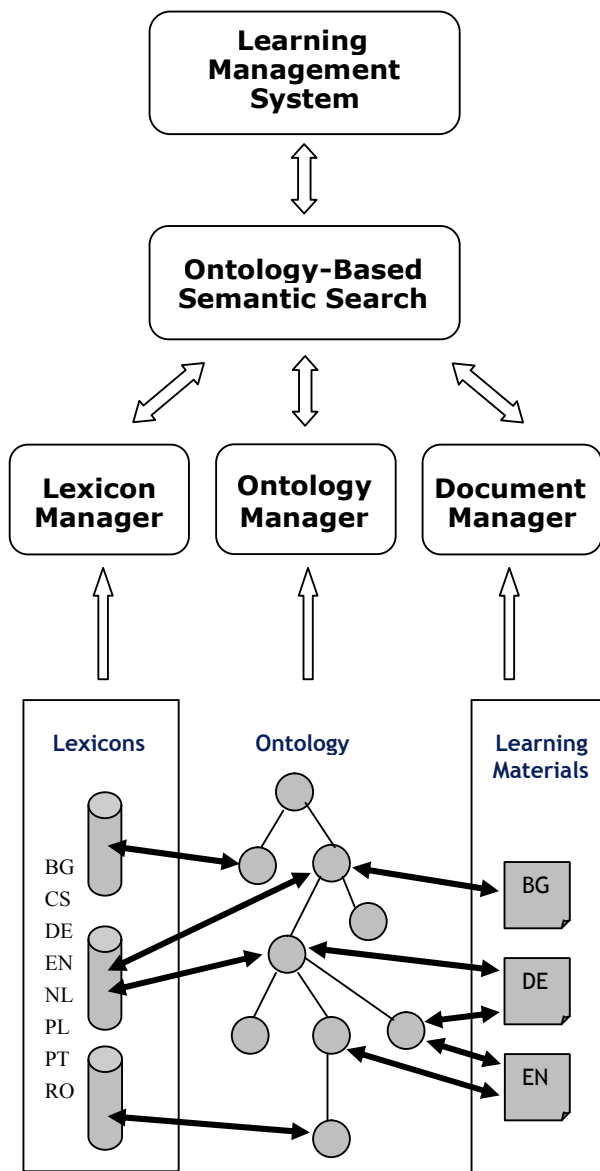 Learning
Management
System
Ontology-Based
Semantic Search
Lexicon
Manager
Ontology
Manager
Document
Manager
Lexicons
Ontology
Learning
Materials
BG
CS
DE
EN
NL
PL
PT
RO
BG
DE
EN